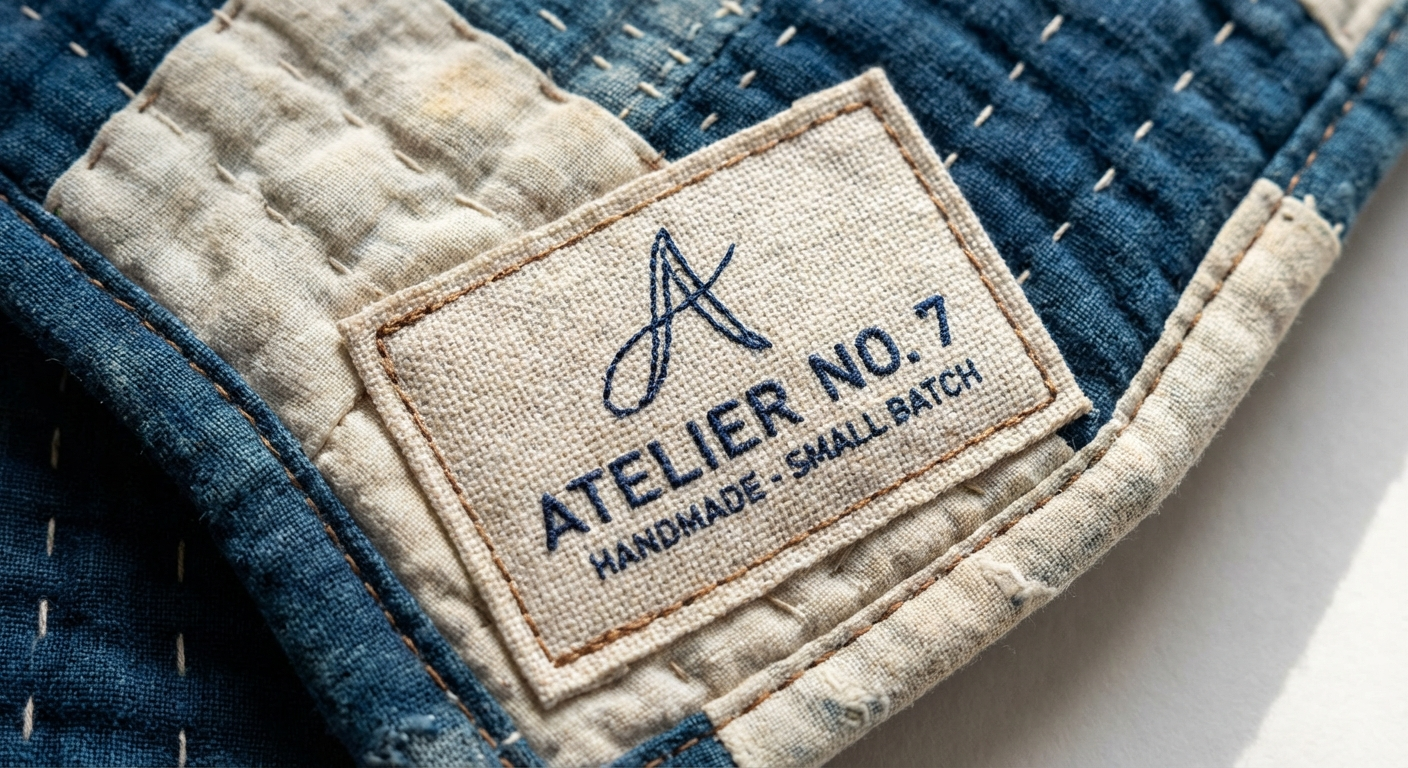 A
ATELIER NO. 7
HANDMADE - SMALL BATCH